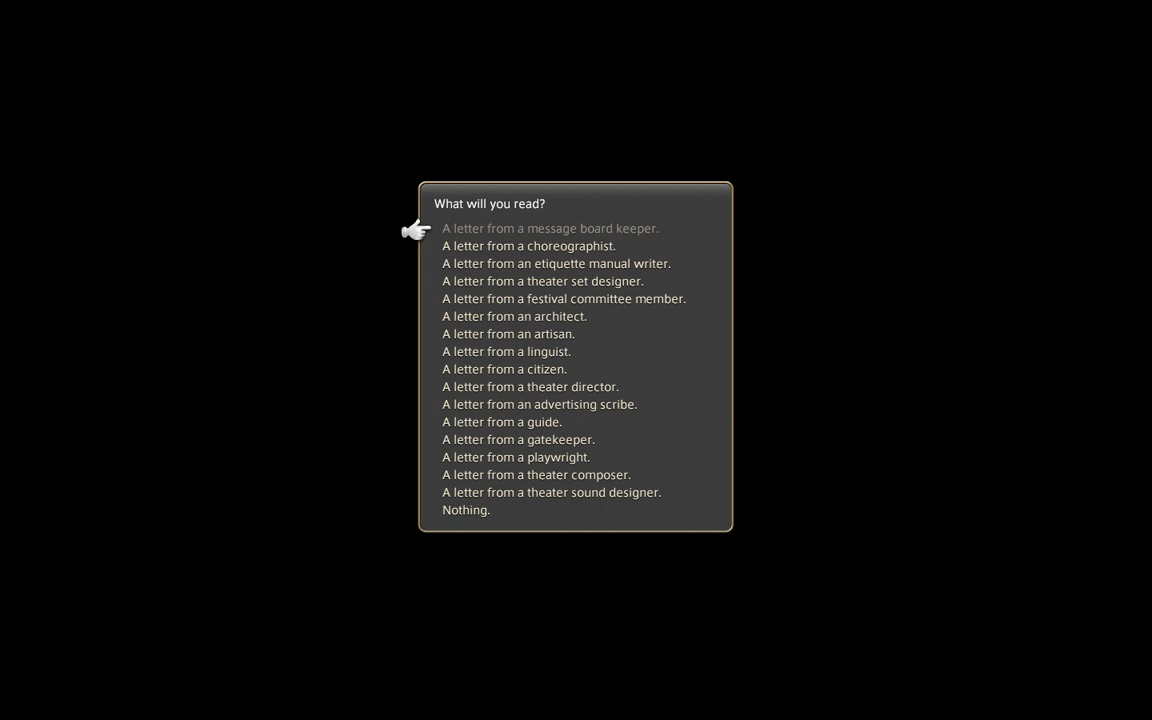 What will you read?
A letter from a message board keeper.
A letter from a choreographist.
A letter from an etiquette manual writer.
A letter from a theater set designer.
A letter from a festival committee member.
A letter from an architect.
A letter from an artisan.
A letter from a linguist.
A letter from a citizen.
A letter from a theater director.
A letter from an advertising scribe.
A letter from a guide.
A letter from a gatekeeper.
A letter from a playwright.
A letter from a theater composer.
A letter from a theater sound designer.
Nothing.